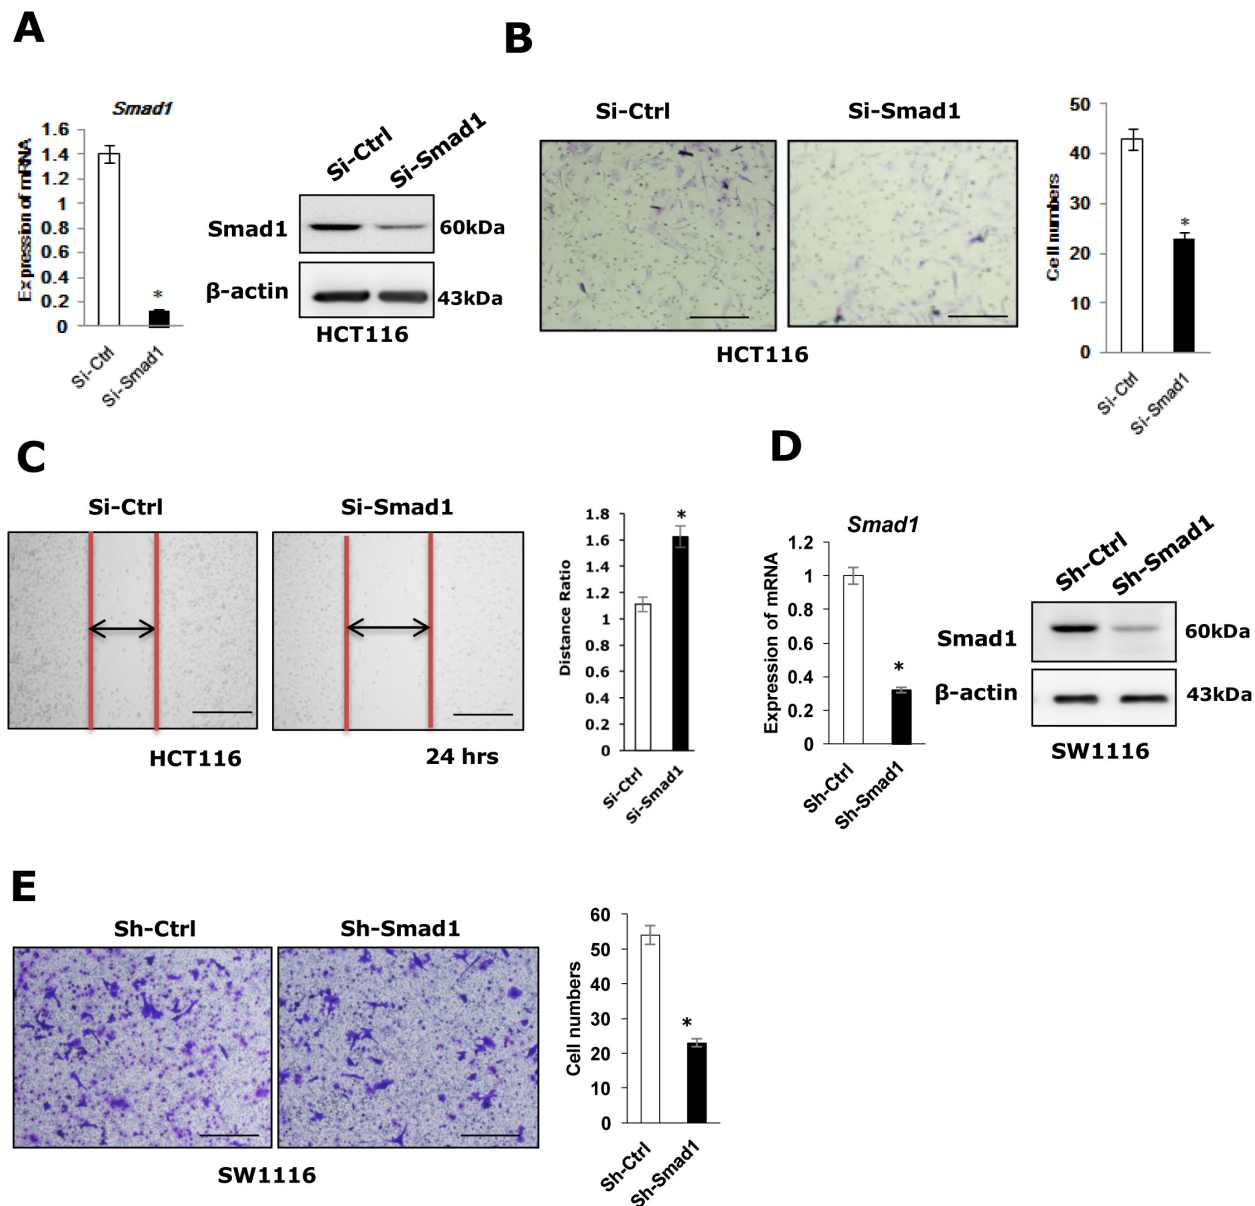 A
Smad1
Expression of mRNA
1.6
1.4
1.2
1
0.8
0.6
0.4
0.2
0
*
Si-Ctrl
Si-Smad1
Si-Ctrl
Si-Smad1
Smad1
60kDa
β-actin
43kDa
HCT116
B
Si-Ctrl
Si-Smad1
HCT116
Cell numbers
50
40
30
20
10
0
*
Si-Ctrl
Si-Smad1
C
Si-Ctrl
Si-Smad1
HCT116
24 hrs
Distance Ratio
1.8
1.6
1.4
1.2
1
0.8
0.6
0.4
0.2
0
*
Si-Ctrl
Si-Smad1
D
Smad1
Expression of mRNA
1.2
1
0.8
0.6
0.4
0.2
0
*
Sh-Ctrl
Sh-Smad1
Sh-Ctrl
Sh-Smad1
Smad1
60kDa
β-actin
43kDa
SW1116
E
Sh-Ctrl
Sh-Smad1
SW1116
Cell numbers
60
50
40
30
20
10
0
*
Sh-Ctrl
Sh-Smad1